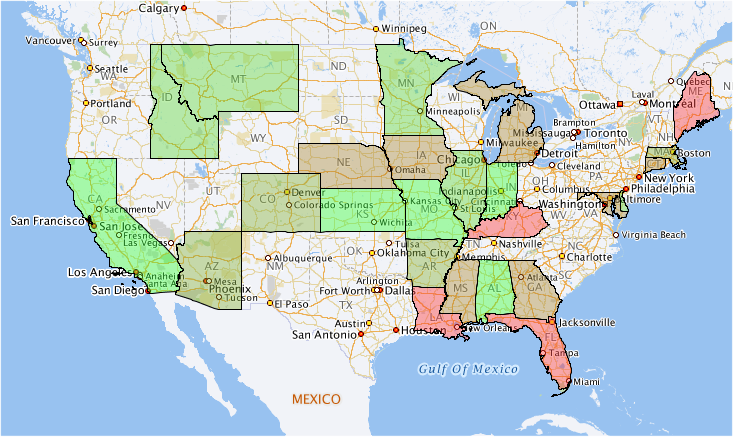 Calgary
Winnipeg
ON
Vancouver
Surrey
Seattle
WA
Portland
OR
ID
MT
ND
MN
Minneapolis
SD
WI
WY
Québec
ME
Laval
Montréal
Ottawa
Brampton
Toronto
Mississauga
Hamilton
NY
VT
NH
MA
Boston
CT
Milwaukee
MI
Detroit
Chicago
Toledo
Cleveland
New York
Philadelphia
NE
IA
Omaha
IL
IN
Indianapolis
OH
Columbus
Cincinnati
Washington
ltimore
WV
VA
Virginia Beach
NV
UT
CO
Denver
Colorado Springs
KS
Kansas City
Wichita
MO
St Louis
KY
CA
Sacramento
San Francisco
San Jose
Fresno
Las Vegas
Los Angeles
Anaheim
Santa Ana
San Diego
AZ
Mesa
Phoenix
Tucson
Albuquerque
NM
El Paso
Tulsa
OK
Oklahoma City
AR
Memphis
TN
Nashville
NC
Charlotte
SC
Atlanta
MS
AL
GA
Arlington
Fort Worth
Dallas
TX
Austin
San Antonio
Houston
LA
New Orleans
Jacksonville
FL
Tampa
Miami
Gulf Of Mexico
MEXICO